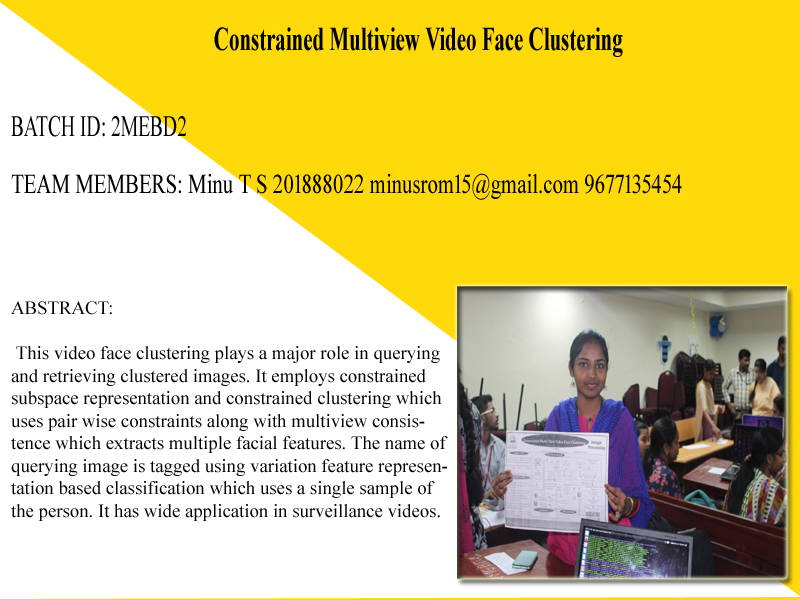 Constrained Multiview Video Face Clustering
BATCH ID: 2MEBD2
TEAM MEMBERS: Minu T S 201888022 minusrom15@gmail.com 9677135454
ABSTRACT:
This video face clustering plays a major role in querying
and retrieving clustered images. It employs constrained
subspace representation and constrained clustering which
uses pair wise constraints along with multiview consis-
tence which extracts multiple facial features. The name of
querying image is tagged using variation feature represen-
tation based classification which uses a single sample of
the person. It has wide application in surveillance videos.
Image
Processing